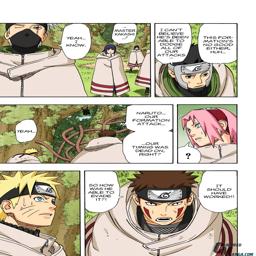 THIS FOR-
MATION'S
NO GOOD
EITHER,
HUH...
I CAN'T
BELIEVE
HE'S BEEN
ABLE TO
DODGE
ALL OF
OUR
ATTACKS
MASTER
KAKASHI
YEAH...
I
KNOW.
?
NARUTO...
OUR
FORMATION
ATTACK...
...OUR
TIMING WAS
DEAD ON,
RIGHT?
YEAH...
IT
SHOULD
HAVE
WORKED!!
SO HOW
WAS HE
ABLE TO
EVADE
IT?!